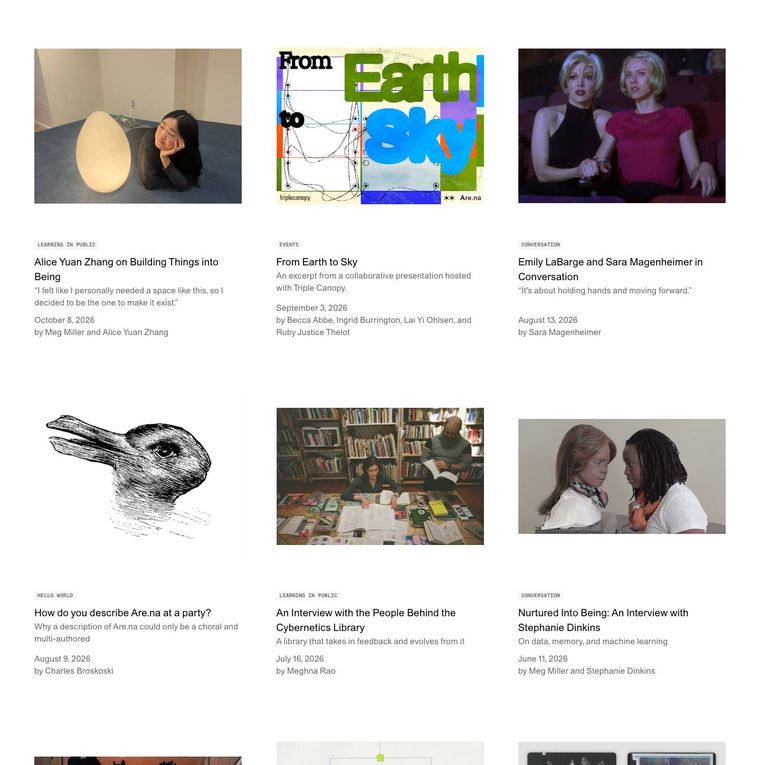 From
Earth
to
Sky
triplecanopy
Are.na
LEARNING IN PUBLIC
Alice Yuan Zhang on Building Things into
Being
“I felt like I personally needed a space like this, so I
decided to be the one to make it exist.”
October 8, 2026
by Meg Miller and Alice Yuan Zhang
EVENTS
From Earth to Sky
An excerpt from a collaborative presentation hosted
with Triple Canopy.
September 3, 2026
by Becca Abbe, Ingrid Burrington, Lai Yi Ohlsen, and
Ruby Justice Thelot
CONVERSATION
Emily LaBarge and Sara Magenheimer in
Conversation
“It's about holding hands and moving forward.”
August 13, 2026
by Sara Magenheimer
HELLO WORLD
How do you describe Are.na at a party?
Why a description of Are.na could only be a choral and
multi-authored
August 9, 2026
by Charles Broskoski
LEARNING IN PUBLIC
An Interview with the People Behind the
Cybernetics Library
A library that takes in feedback and evolves from it
July 16, 2026
by Meghna Rao
CONVERSATION
Nurtured Into Being: An Interview with
Stephanie Dinkins
On data, memory, and machine learning
June 11, 2026
by Meg Miller and Stephanie Dinkins